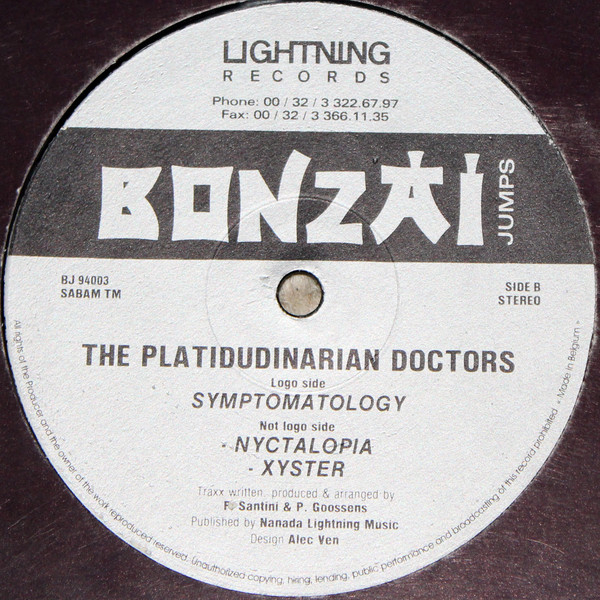 LIGHTNING
RECORDS
Phone: 00 / 32 / 3 322.67.97
Fax: 00 / 32 / 3 366.11.35
BONZAI
JUMPS
BJ 94003
SABAM TM
SIDE B
STEREO
THE PLATIDUDINARIAN DOCTORS
Logo side
SYMPTOMATOLOGY
Not logo side
- NYCTALOPIA
- XYSTER
Traxx written produced & arranged by
F. Santini & P. Goossens
Published by Nanada Lightning Music
Design Alec Ven
All rights of the Producer and the owner of the work reproduced reserved. Unauthorized copying, hiring, lending, public performance and broadcasting of this record prohibited • Made in Belgium •